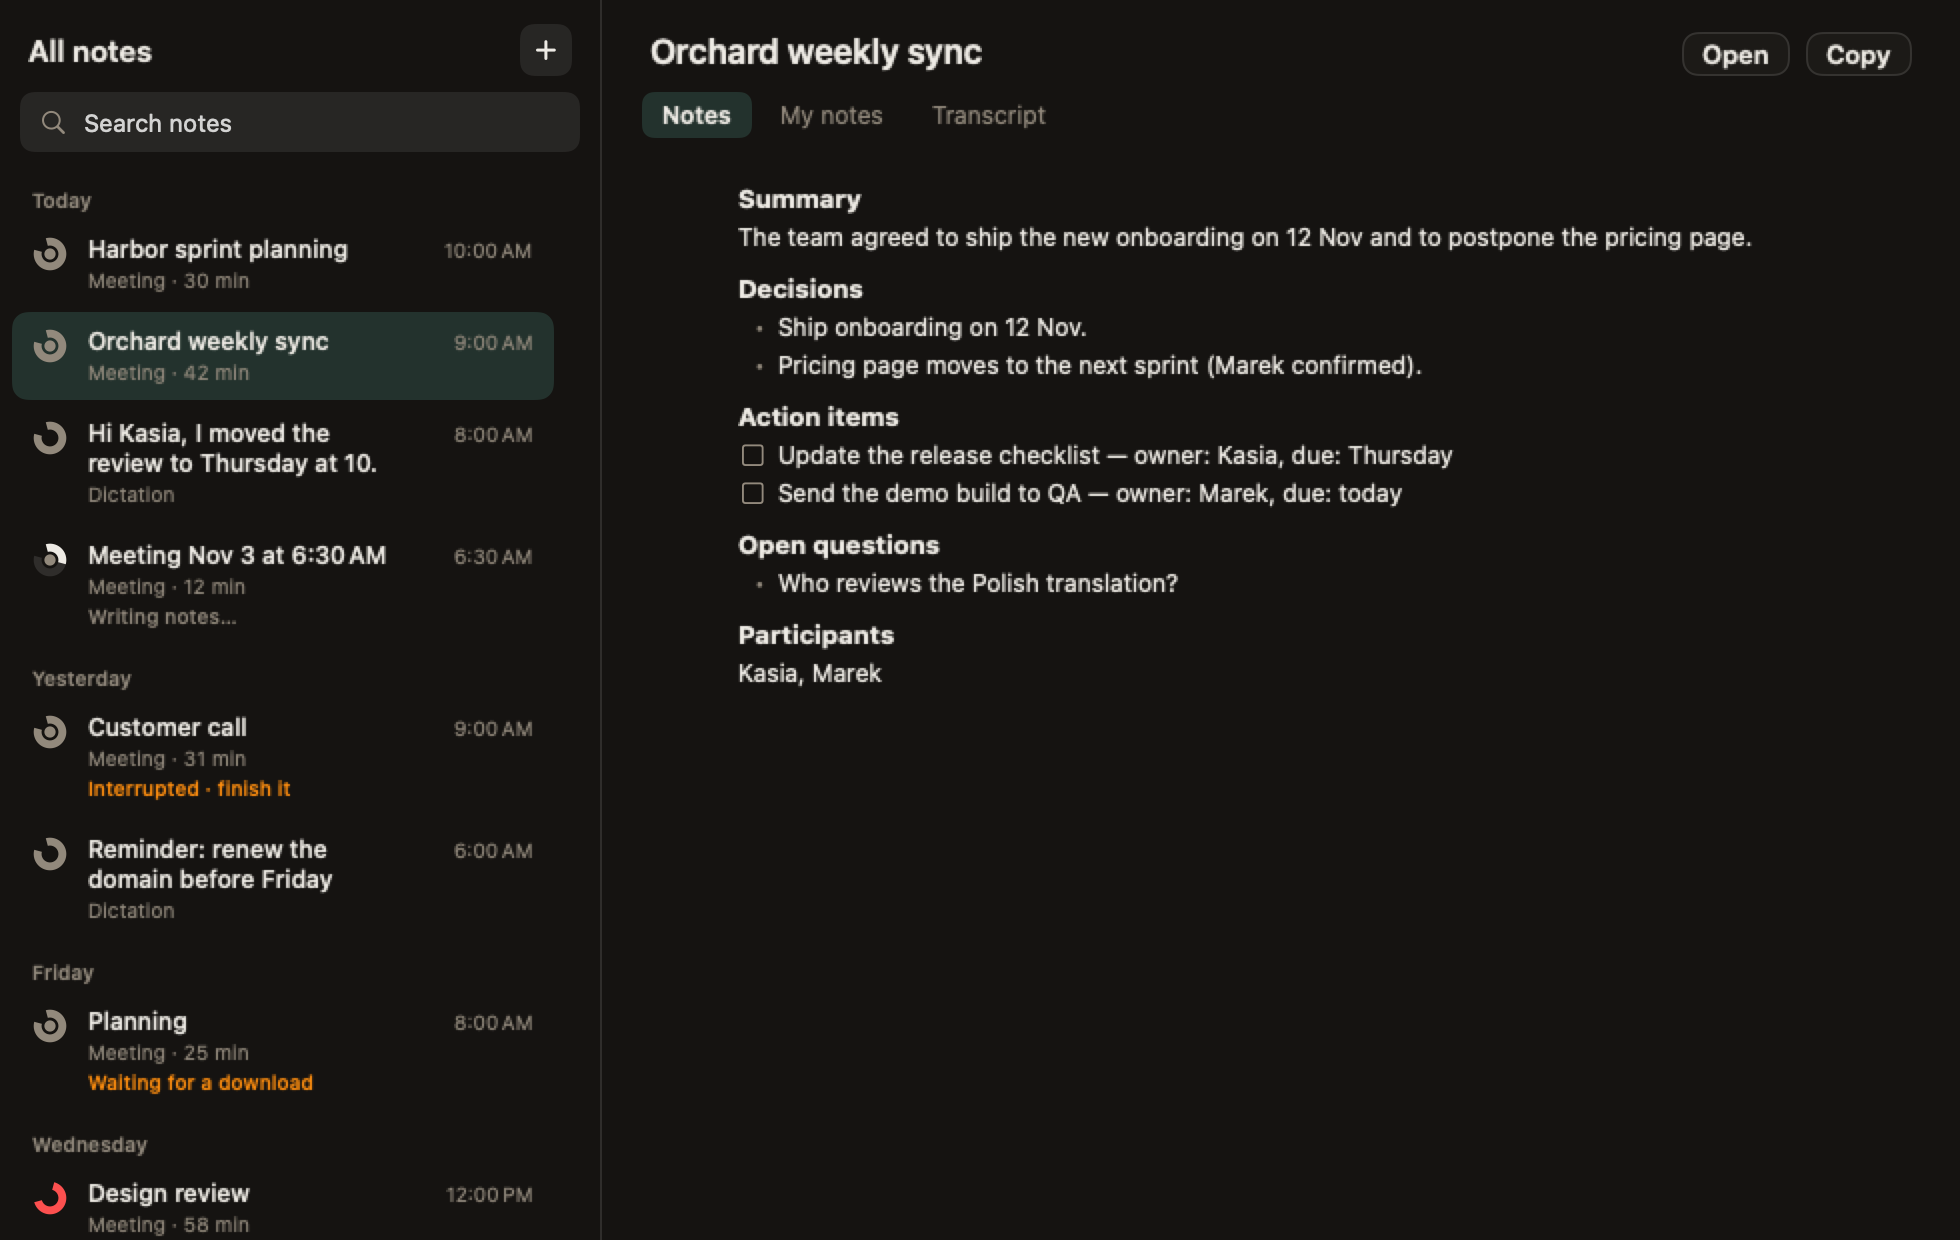 All notes
+
Search notes
Today
Harbor sprint planning 10:00 AM
Meeting · 30 min
Orchard weekly sync 9:00 AM
Meeting · 42 min
Hi Kasia, I moved the 8:00 AM
review to Thursday at 10.
Dictation
Meeting Nov 3 at 6:30 AM 6:30 AM
Meeting · 12 min
Writing notes...
Yesterday
Customer call 9:00 AM
Meeting · 31 min
Interrupted · finish it
Reminder: renew the 6:00 AM
domain before Friday
Dictation
Friday
Planning 8:00 AM
Meeting · 25 min
Waiting for a download
Wednesday
Design review 12:00 PM
Meeting · 58 min
Orchard weekly sync
Open Copy
Notes My notes Transcript
Summary
The team agreed to ship the new onboarding on 12 Nov and to postpone the pricing page.
Decisions
• Ship onboarding on 12 Nov.
• Pricing page moves to the next sprint (Marek confirmed).
Action items
Update the release checklist — owner: Kasia, due: Thursday
Send the demo build to QA — owner: Marek, due: today
Open questions
• Who reviews the Polish translation?
Participants
Kasia, Marek